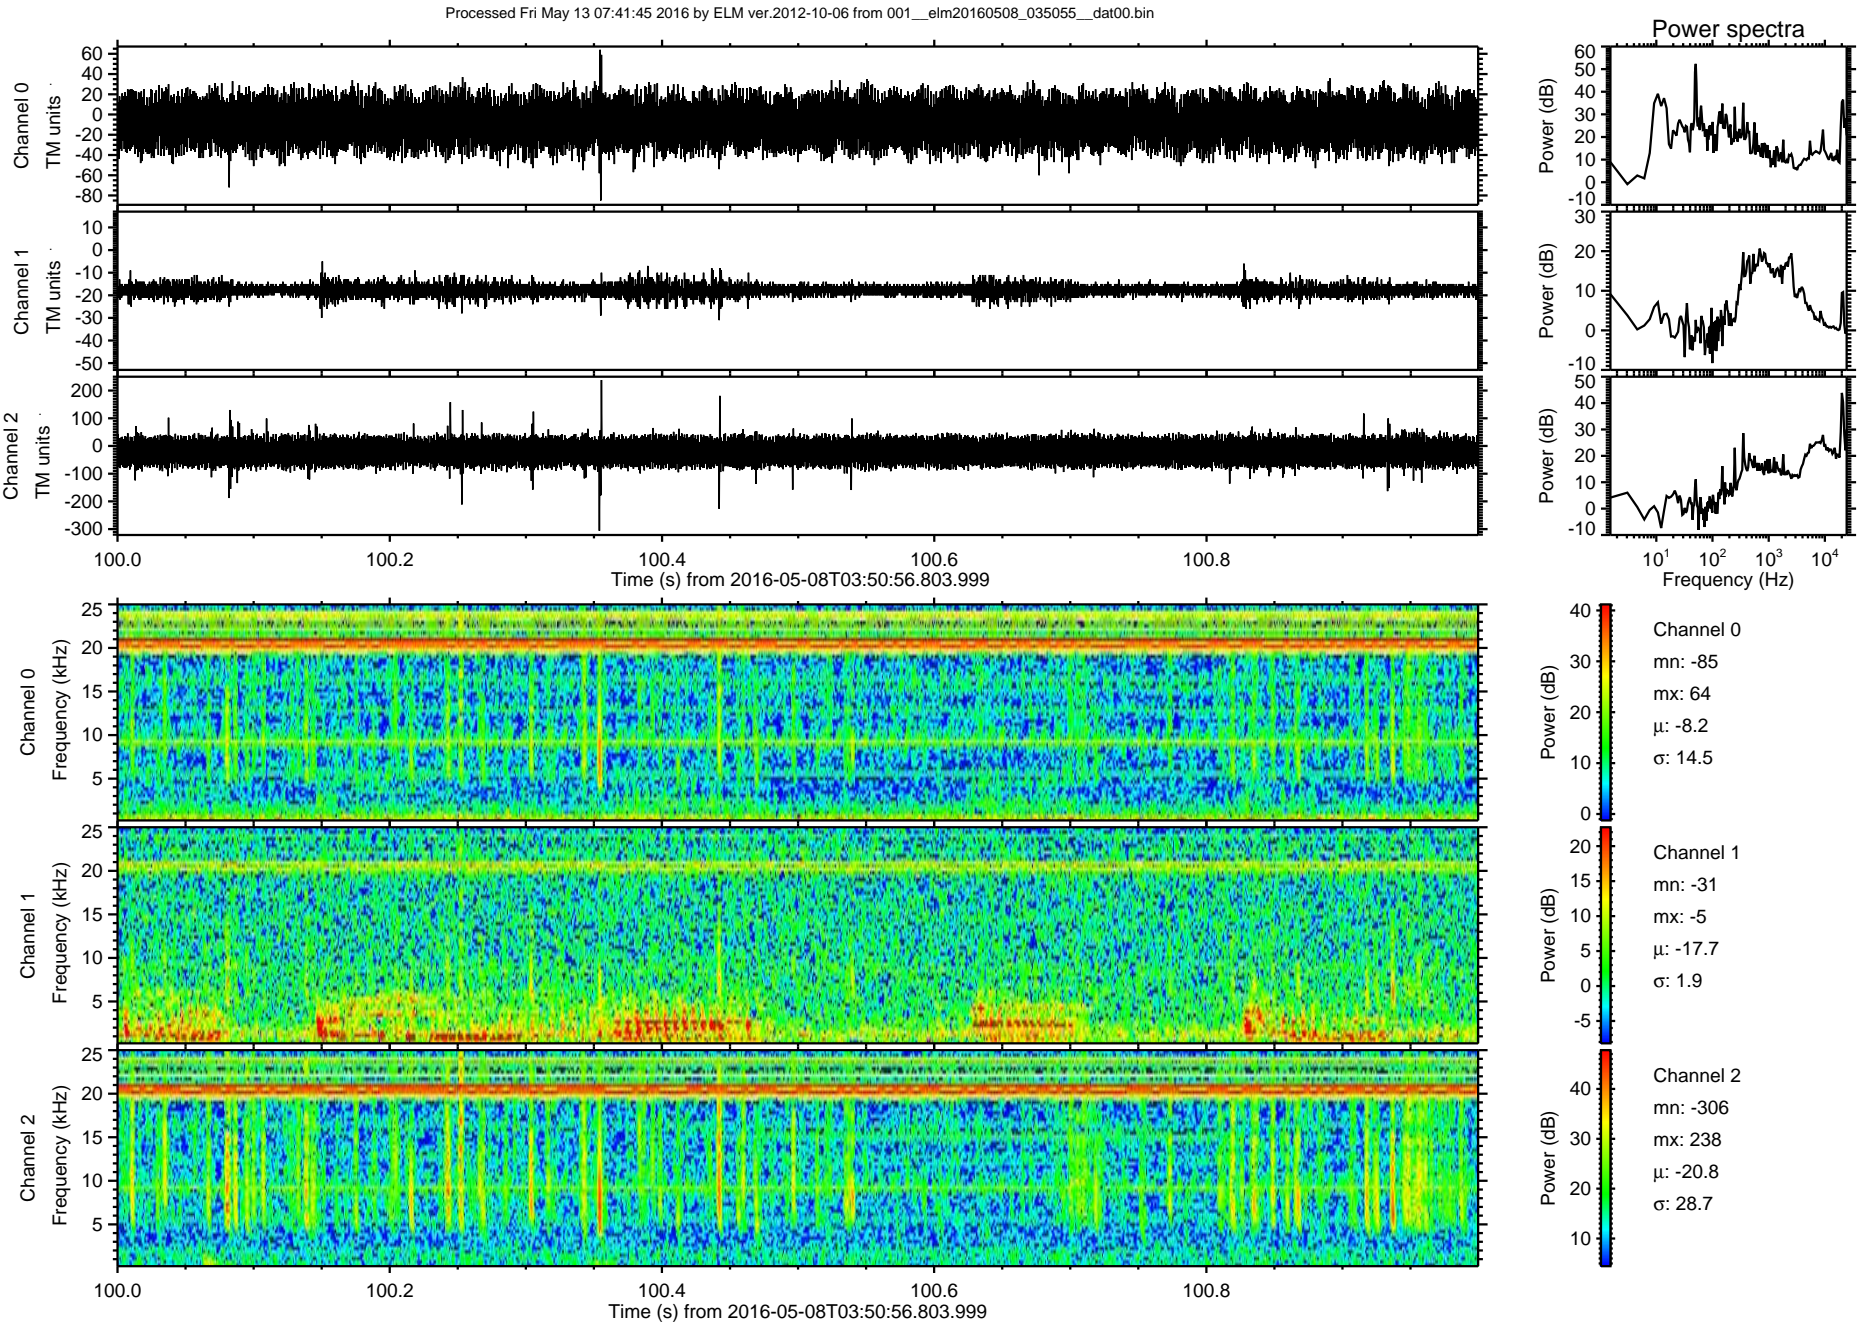 Processed Fri May 13 07:41:45 2016 by ELM ver.2012-10-06 from 001__elm20160508_035055__dat00.bin
Power spectra
Channel 0
TM units
60
40
20
0
-20
-40
-60
-80
Power (dB)
60
50
40
30
20
10
0
-10
Channel 1
TM units
10
0
-10
-20
-30
-40
-50
Power (dB)
30
20
10
0
-10
Channel 2
TM units
200
100
0
-100
-200
-300
Power (dB)
50
40
30
20
10
0
-10
100.0 100.2 100.4 100.6 100.8
Time (s) from 2016-05-08T03:50:56.803.999
10¹ 10² 10³ 10⁴
Frequency (Hz)
Channel 0
Frequency (kHz)
25
20
15
10
5
Power (dB)
40
30
20
10
0
Channel 0
mn: -85
mx: 64
μ: -8.2
σ: 14.5
Channel 1
Frequency (kHz)
25
20
15
10
5
Power (dB)
20
15
10
5
0
-5
Channel 1
mn: -31
mx: -5
μ: -17.7
σ: 1.9
Channel 2
Frequency (kHz)
25
20
15
10
5
Power (dB)
40
30
20
10
Channel 2
mn: -306
mx: 238
μ: -20.8
σ: 28.7
100.0 100.2 100.4 100.6 100.8
Time (s) from 2016-05-08T03:50:56.803.999